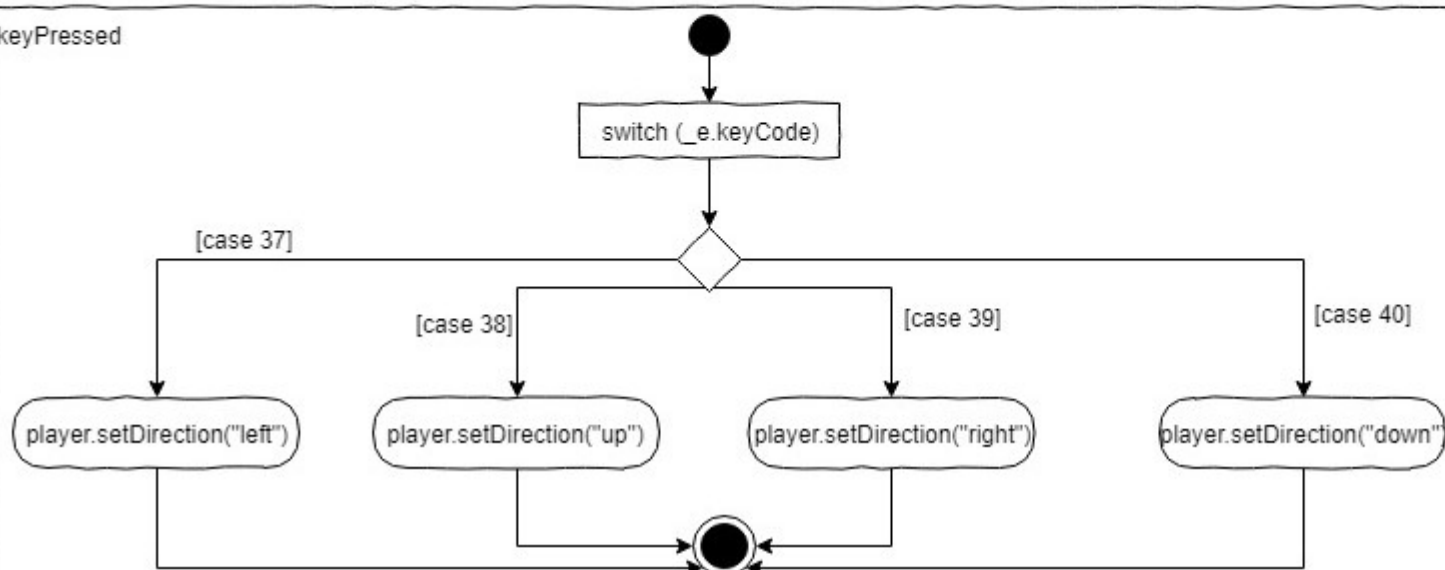 keyPressed
switch (_e.keyCode)
[case 37]
[case 38]
[case 39]
[case 40]
player.setDirection("left")
player.setDirection("up")
player.setDirection("right")
player.setDirection("down")